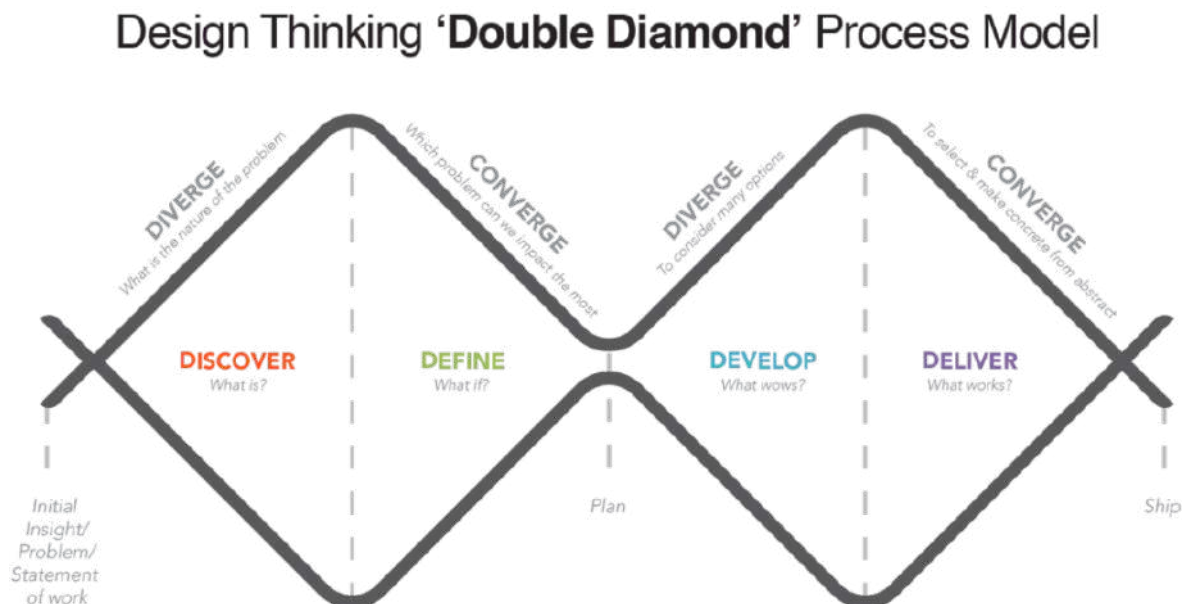 Design Thinking ‘Double Diamond’ Process Model
DIVERGE
What is the nature of the problem
Which problem can we impact the most
CONVERGE
DIVERGE
To consider many options
To select & make concrete from abstract
CONVERGE
DISCOVER
What is?
DEFINE
What if?
DEVELOP
What wows?
DELIVER
What works?
Initial
Insight/
Problem/
Statement
of work
Plan
Ship